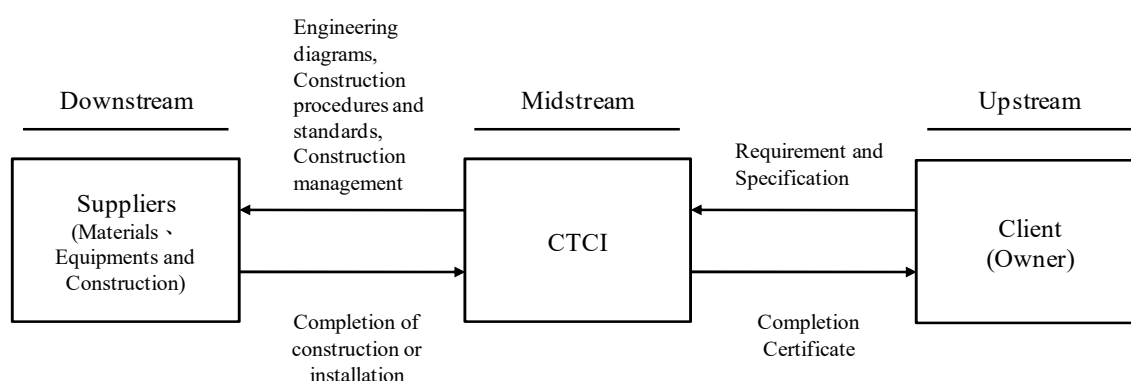 Engineering
diagrams,
Construction
procedures and
standards,
Construction
management
Downstream
Midstream
Upstream
Requirement and
Specification
Suppliers
(Materials、
Equipments and
Construction)
CTCI
Client
(Owner)
Completion of
construction or
installation
Completion
Certificate